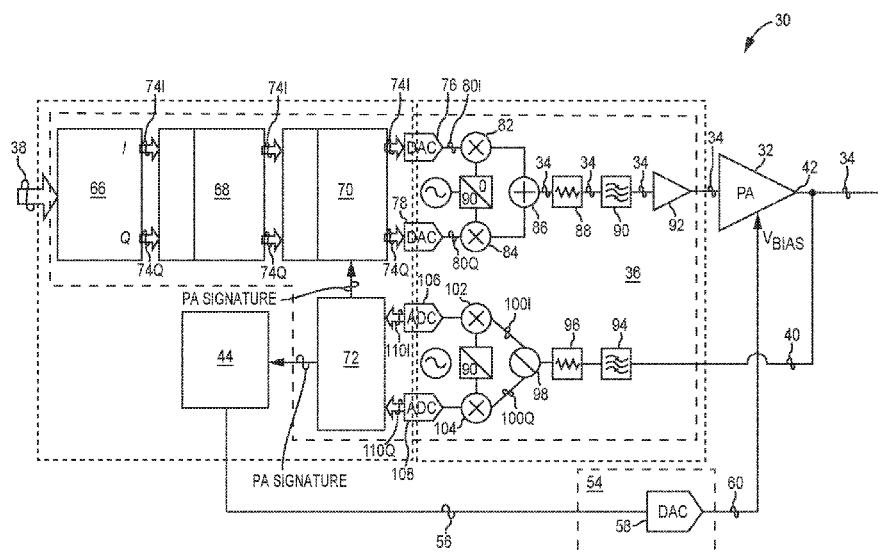 30
74I
74I
74I
76
80I
82
38
34
34
34
34
32
42
34
I
DAC
66
68
70
0
90
PA
86
88
90
92
78
Q
DAC
84
VBIAS
74Q
74Q
74Q
80Q
36
PA SIGNATURE
106
102
100I
ADC
96
94
40
110I
44
72
90
98
ADC
104
100Q
110Q
108
PA SIGNATURE
54
60
DAC
58
56